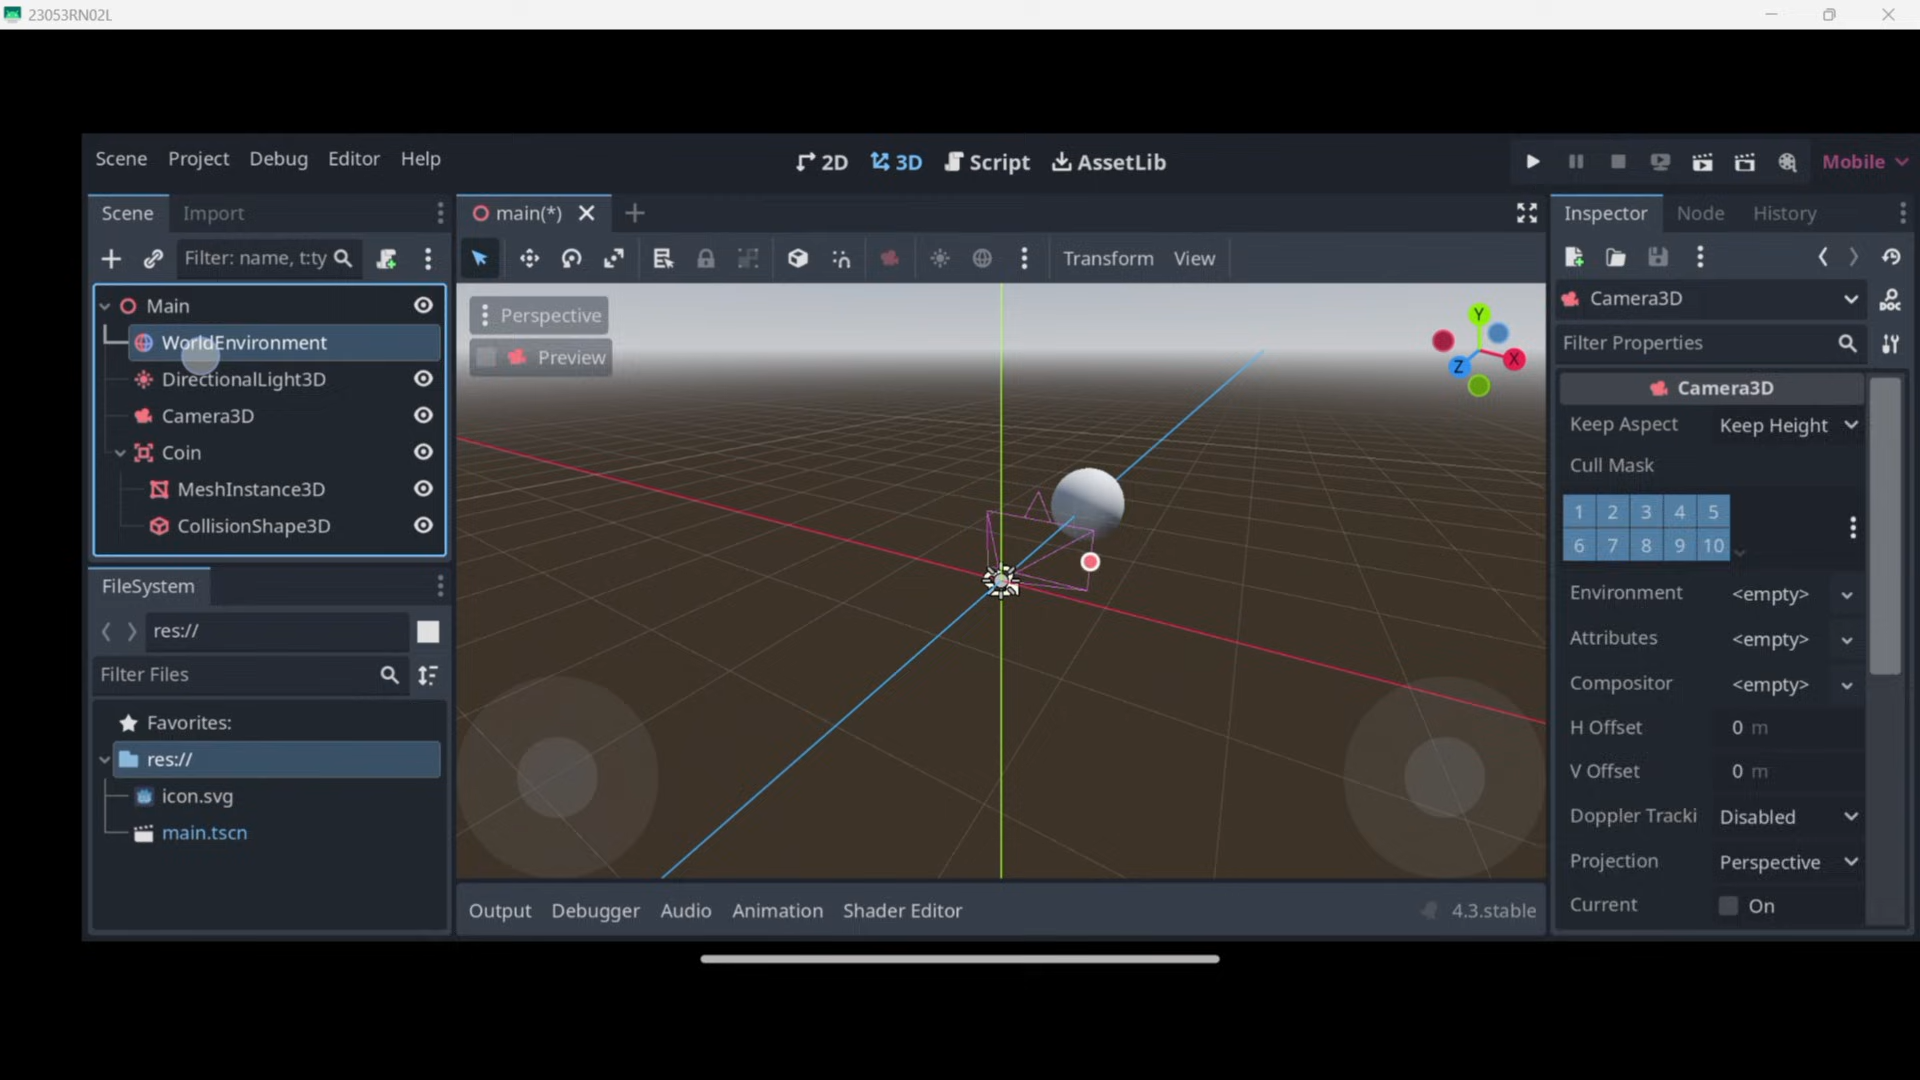 23053RN02L
Scene Project Debug Editor Help
2D 3D Script AssetLib
Mobile
Scene Import
Filter: name, t:ty
Main
WorldEnvironment
DirectionalLight3D
Camera3D
Coin
MeshInstance3D
CollisionShape3D
FileSystem
res://
Filter Files
Favorites:
res://
icon.svg
main.tscn
main(*)
Transform View
Perspective
Preview
Y
X
Z
Output Debugger Audio Animation Shader Editor
4.3.stable
Inspector Node History
Camera3D
DOC
Filter Properties
Camera3D
Keep Aspect Keep Height
Cull Mask
1 2 3 4 5
6 7 8 9 10
Environment <empty>
Attributes <empty>
Compositor <empty>
H Offset 0 m
V Offset 0 m
Doppler Tracki Disabled
Projection Perspective
Current On